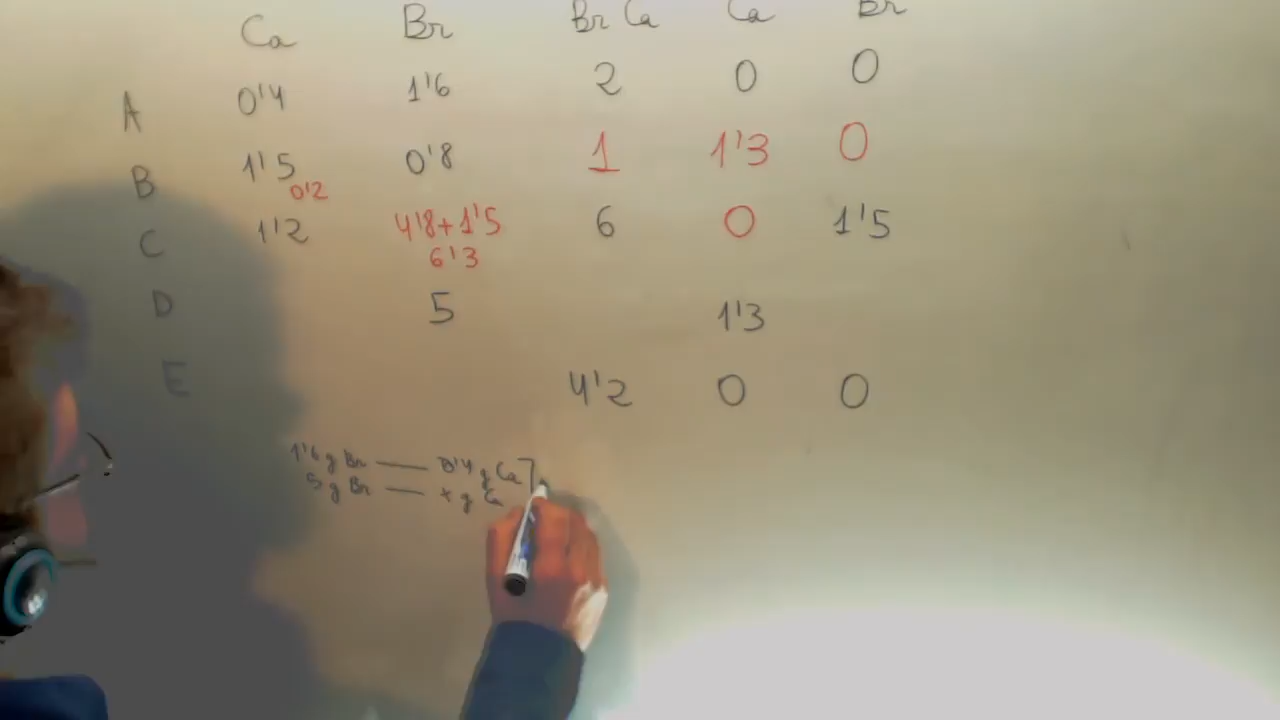 Ca Br Br Ca Ca Br
A 0'4 1'6 2 0 0
B 1'5 0'8 1 1'3 0
0'2
C 1'2 4'8+1'5 6 0 1'5
6'3
D 5 1'3
E 4'2 0 0
1'6 g Br — 0'4 g Ca
5 g Br — x g Ca